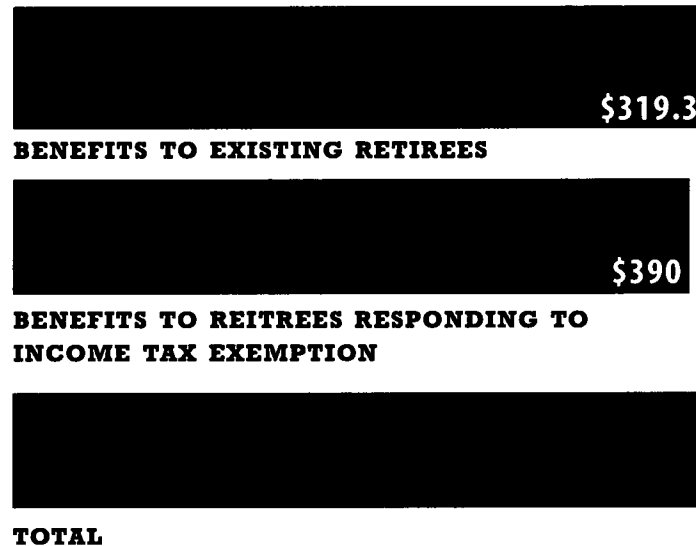 $319.3
BENEFITS TO EXISTING RETIREES
$390
BENEFITS TO REITREES RESPONDING TO
INCOME TAX EXEMPTION
TOTAL